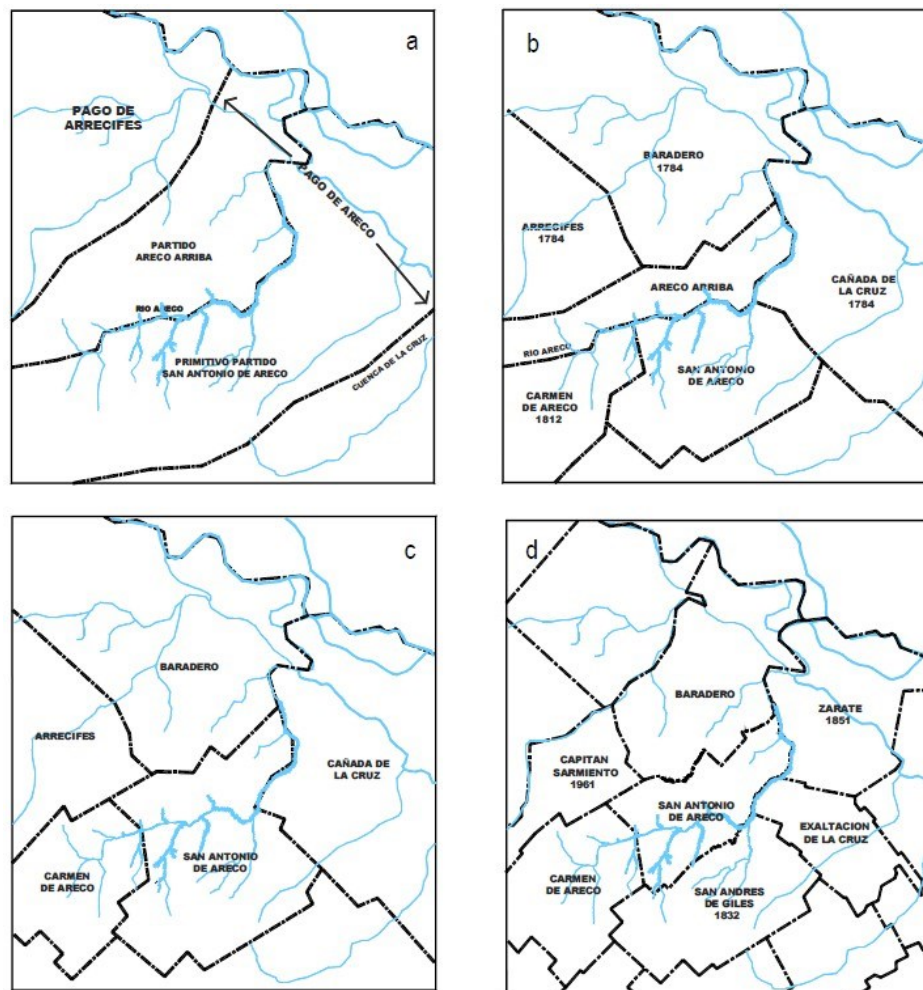 a
PAGO DE
ARRECIFES
PAGO DE ARECO
PARTIDO
ARECO ARRIBA
RIO ARECO
PRIMITIVO PARTIDO
SAN ANTONIO DE ARECO
CUENCA DE LA CRUZ
b
BARADERO
1784
ARRECIFES
1784
ARECO ARRIBA
CAÑADA DE
LA CRUZ
1784
RIO ARECO
SAN ANTONIO
DE ARECO
CARMEN
DE ARECO
1812
c
BARADERO
ARRECIFES
CAÑADA DE
LA CRUZ
SAN ANTONIO
DE ARECO
CARMEN
DE ARECO
d
BARADERO
ZARATE
1851
CAPITAN
SARMIENTO
1961
SAN ANTONIO
DE ARECO
EXALTACION
DE LA CRUZ
CARMEN
DE ARECO
SAN ANDRES
DE GILES
1832